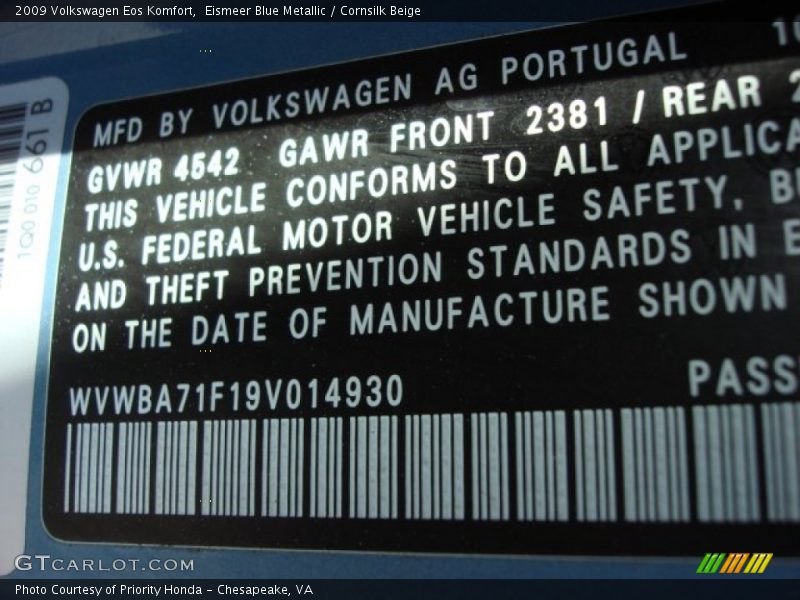 2009 Volkswagen Eos Komfort, Eismeer Blue Metallic / Cornsilk Beige
MFD BY VOLKSWAGEN AG PORTUGAL 10
GVWR 4542 GAWR FRONT 2381 / REAR 2
THIS VEHICLE CONFORMS TO ALL APPLICA
U.S. FEDERAL MOTOR VEHICLE SAFETY, B
AND THEFT PREVENTION STANDARDS IN E
ON THE DATE OF MANUFACTURE SHOWN
WVWBA71F19V014930 PASS
1Q0 010 661 B
GTCARLOT.COM
Photo Courtesy of Priority Honda - Chesapeake, VA